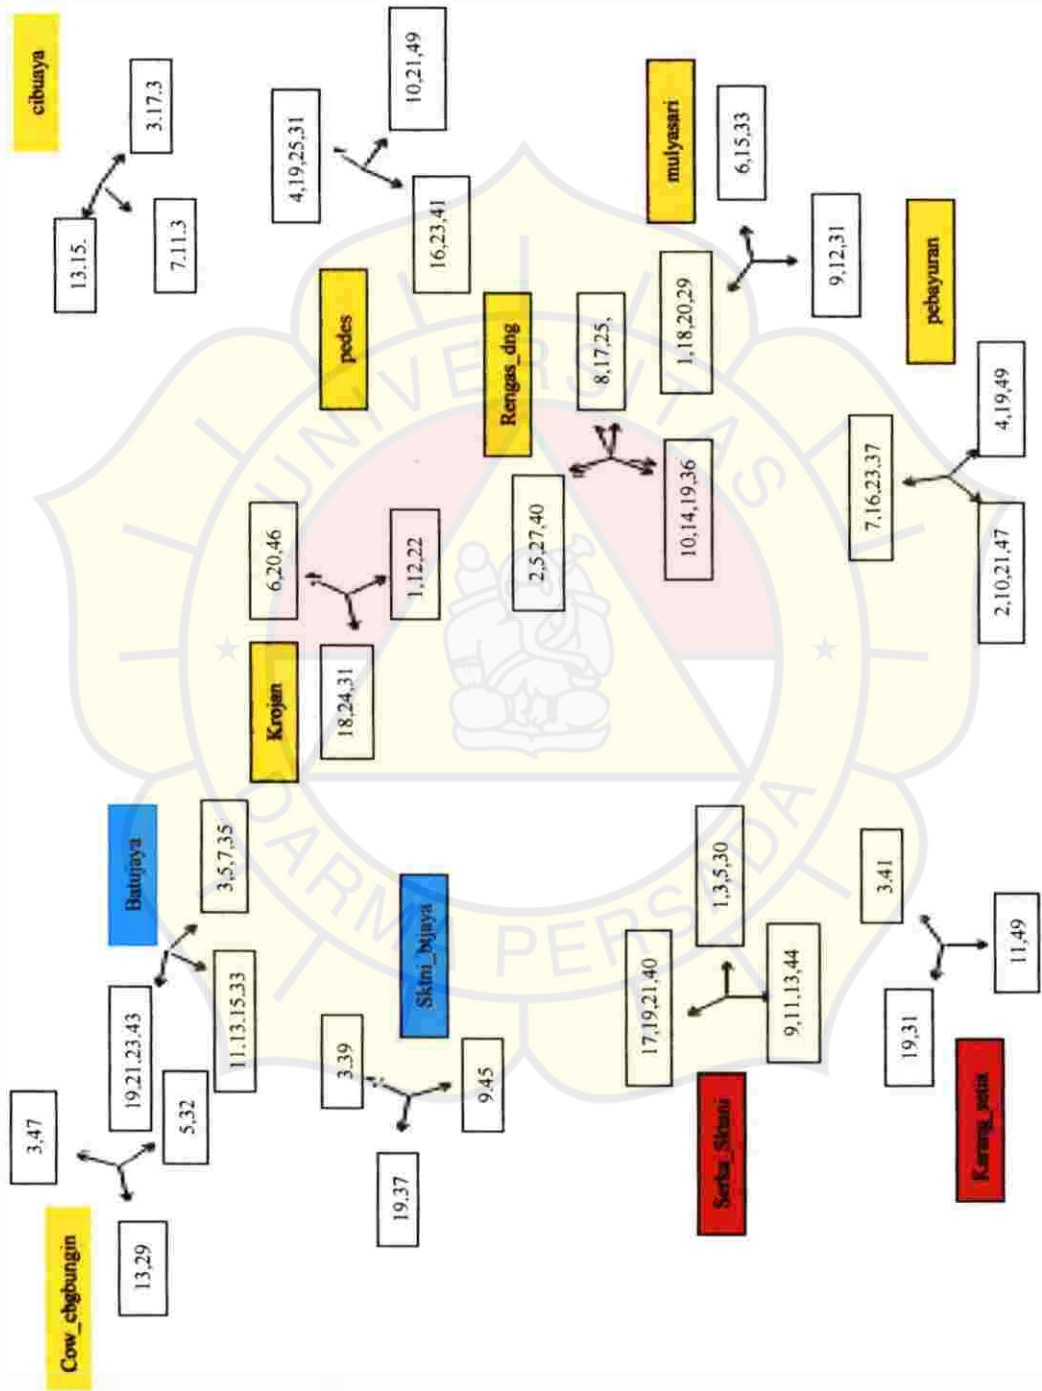 Cow_cbgbungin
3,47
13,29
5,32
Batujaya
19,21,23,43
3,5,7,35
11.13.15.33
cibuaya
13.15.
3.17.3
7.11.3
Krojan
6,20,46
18,24,31
1,12,22
pedes
4,19,25,31
10,21,49
16,23,41
Sktni_btjaya
3.39
19.37
9.45
Rengas_dng
8,17,25,
2,5,27,40
10,14,19,36
mulyasari
6,15,33
1,18,20,29
9,12,31
Serka_Sktani
17,19,21,40
1,3,5,30
9,11,13,44
pebayuran
7,16,23,37
4,19,49
2,10,21,47
Karang_setia
3.41
19,31
11,49
UNIVERSITAS
DARMA PERSADA